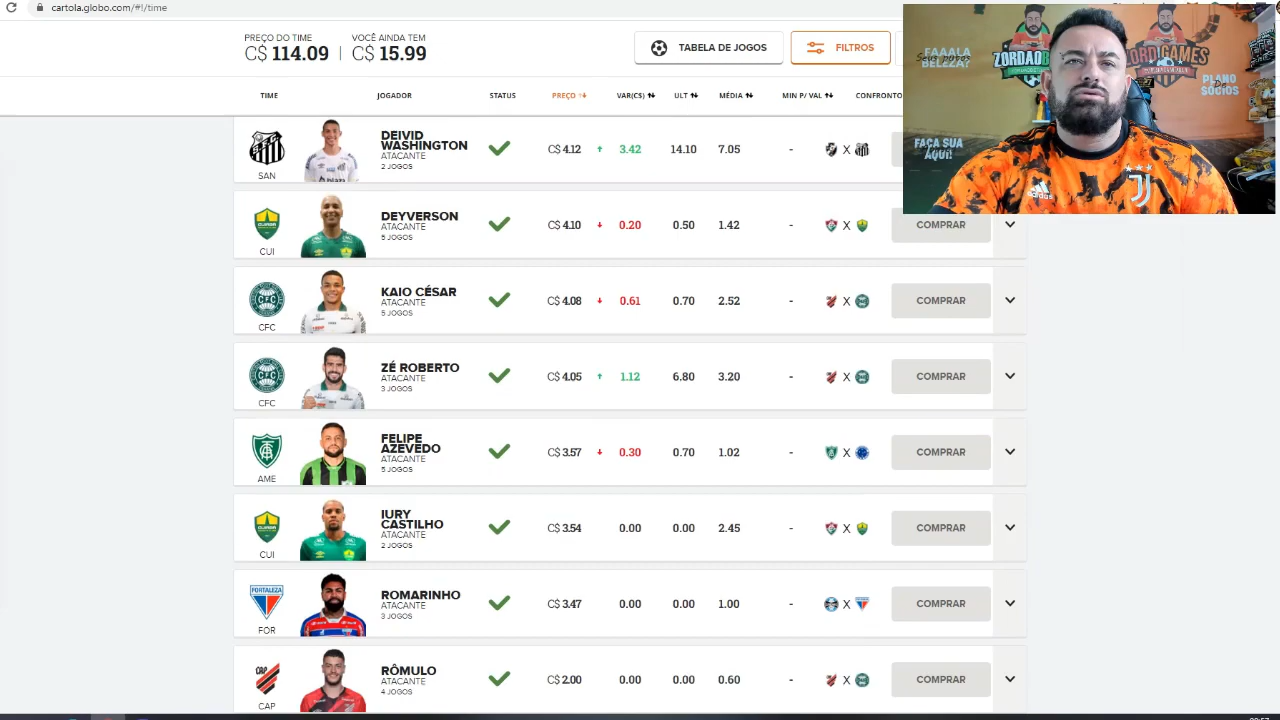 cartola.globo.com/#!/time
PREÇO DO TIME
C$ 114.09
VOCÊ AINDA TEM
C$ 15.99
TABELA DE JOGOS
FILTROS
TIME JOGADOR STATUS PREÇO VAR(C$) ULT MÉDIA MIN P/ VAL CONFRONTO
FAAALA
Seus putos
BELEZA?
ZORDAO
ZORDIGAMES
PLANO
DE
SÓCIOS
FAÇA SUA
AQUI!
adidas
SAN
DEIVID
WASHINGTON
ATACANTE
2 JOGOS
C$ 4.12 3.42 14.10 7.05 - X
CUI
DEYVERSON
ATACANTE
5 JOGOS
C$ 4.10 0.20 0.50 1.42 - X COMPRAR
CFC
KAIO CÉSAR
ATACANTE
5 JOGOS
C$ 4.08 0.61 0.70 2.52 - X COMPRAR
CFC
ZÉ ROBERTO
ATACANTE
3 JOGOS
C$ 4.05 1.12 6.80 3.20 - X COMPRAR
AME
FELIPE
AZEVEDO
ATACANTE
5 JOGOS
C$ 3.57 0.30 0.70 1.02 - X COMPRAR
CUI
IURY
CASTILHO
ATACANTE
2 JOGOS
C$ 3.54 0.00 0.00 2.45 - X COMPRAR
FORTALEZA
FOR
ROMARINHO
ATACANTE
3 JOGOS
C$ 3.47 0.00 0.00 1.00 - X COMPRAR
CAP
CAP
RÔMULO
ATACANTE
4 JOGOS
C$ 2.00 0.00 0.00 0.60 - X COMPRAR